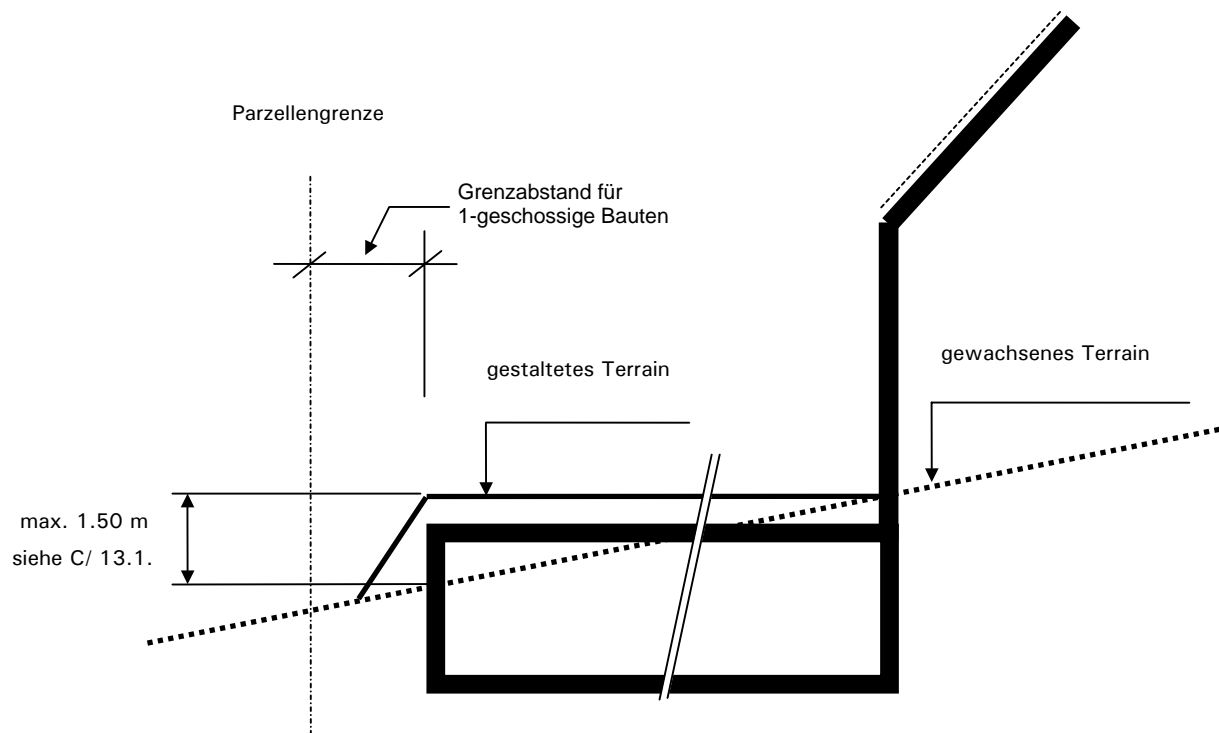 Parzellengrenze
Grenzabstand für
1-geschossige Bauten
gestaltetes Terrain
gewachsenes Terrain
max. 1.50 m
siehe C/ 13.1.